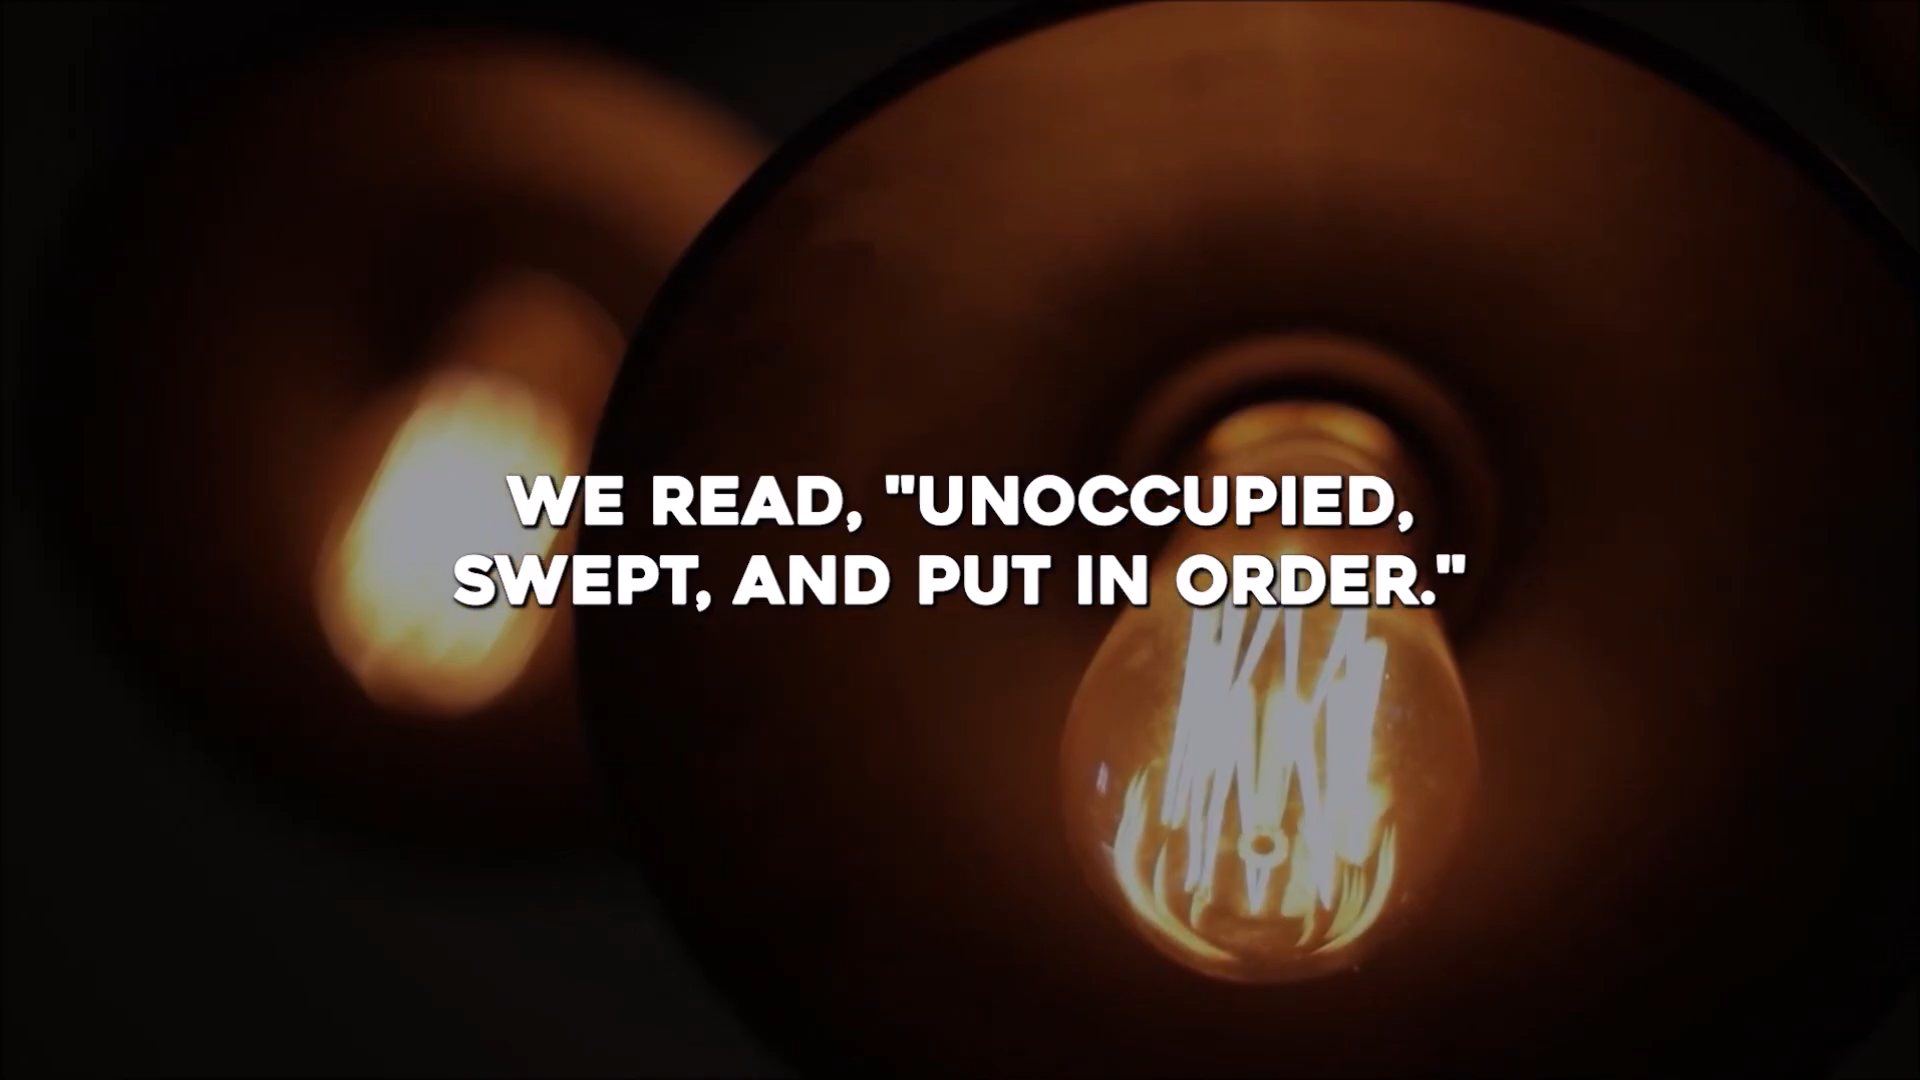 WE READ, "UNOCCUPIED,
SWEPT, AND PUT IN ORDER."